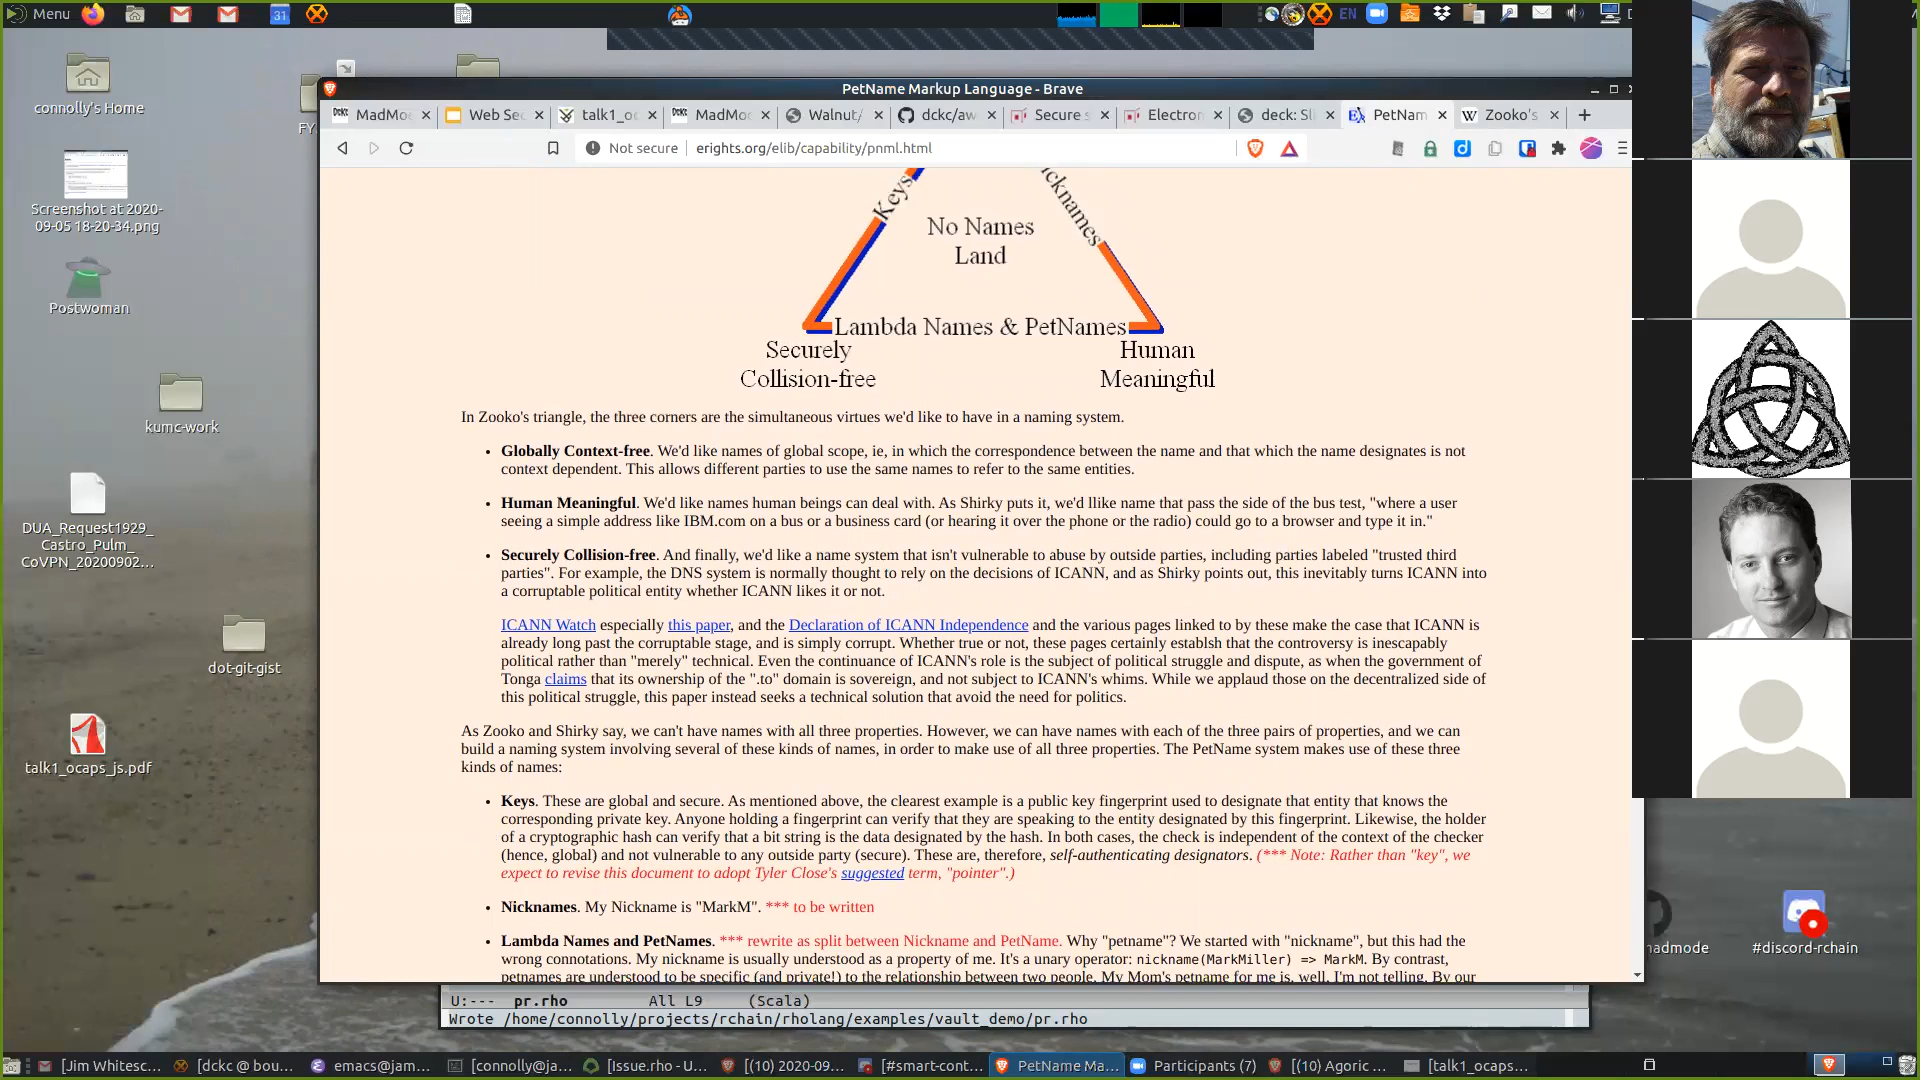 Menu
31
EN
connolly's Home
FY
Screenshot at 2020-
09-05 18-20-34.png
Postwoman
kumc-work
DUA_Request1929_
Castro_Pulm_
CoVPN_20200902...
dot-git-gist
talk1_ocaps_js.pdf
#discord-rchain
PetName Markup Language - Brave
MadMo
Web Sec
talk1_oc
MadMo
Walnut/
dckc/aw
Secure s
Electron
deck: Sl
PetNam
Zooko's
Not secure
erights.org/elib/capability/pnml.html
Keys
icknames
No Names
Land
Lambda Names & PetNames
Securely
Collision-free
Human
Meaningful
In Zooko's triangle, the three corners are the simultaneous virtues we'd like to have in a naming system.
• Globally Context-free. We'd like names of global scope, ie, in which the correspondence between the name and that which the name designates is not
context dependent. This allows different parties to use the same names to refer to the same entities.
• Human Meaningful. We'd like names human beings can deal with. As Shirky puts it, we'd llike name that pass the side of the bus test, "where a user
seeing a simple address like IBM.com on a bus or a business card (or hearing it over the phone or the radio) could go to a browser and type it in."
• Securely Collision-free. And finally, we'd like a name system that isn't vulnerable to abuse by outside parties, including parties labeled "trusted third
parties". For example, the DNS system is normally thought to rely on the decisions of ICANN, and as Shirky points out, this inevitably turns ICANN into
a corruptable political entity whether ICANN likes it or not.
ICANN Watch especially this paper, and the Declaration of ICANN Independence and the various pages linked to by these make the case that ICANN is
already long past the corruptable stage, and is simply corrupt. Whether true or not, these pages certainly establsh that the controversy is inescapably
political rather than "merely" technical. Even the continuance of ICANN's role is the subject of political struggle and dispute, as when the government of
Tonga claims that its ownership of the ".to" domain is sovereign, and not subject to ICANN's whims. While we applaud those on the decentralized side of
this political struggle, this paper instead seeks a technical solution that avoid the need for politics.
As Zooko and Shirky say, we can't have names with all three properties. However, we can have names with each of the three pairs of properties, and we can
build a naming system involving several of these kinds of names, in order to make use of all three properties. The PetName system makes use of these three
kinds of names:
• Keys. These are global and secure. As mentioned above, the clearest example is a public key fingerprint used to designate that entity that knows the
corresponding private key. Anyone holding a fingerprint can verify that they are speaking to the entity designated by this fingerprint. Likewise, the holder
of a cryptographic hash can verify that a bit string is the data designated by the hash. In both cases, the check is independent of the context of the checker
(hence, global) and not vulnerable to any outside party (secure). These are, therefore, self-authenticating designators. (*** Note: Rather than "key", we
expect to revise this document to adopt Tyler Close's suggested term, "pointer".)
• Nicknames. My Nickname is "MarkM". *** to be written
• Lambda Names and PetNames. *** rewrite as split between Nickname and PetName. Why "petname"? We started with "nickname", but this had the
wrong connotations. My nickname is usually understood as a property of me. It's a unary operator: nickname(MarkMiller) => MarkM. By contrast,
petnames are understood to be specific (and private!) to the relationship between two people. My Mom's petname for me is, well, I'm not telling. By our
U:--- pr.rho All L9 (Scala)
Wrote /home/connolly/projects/rchain/rholang/examples/vault_demo/pr.rho
[Jim Whitesc...
[dckc @ bou...
emacs@jam...
[connolly@ja...
[Issue.rho - U...
[(10) 2020-09...
[#smart-cont...
PetName Ma...
Participants (7)
[(10) Agoric ...
[talk1_ocaps...